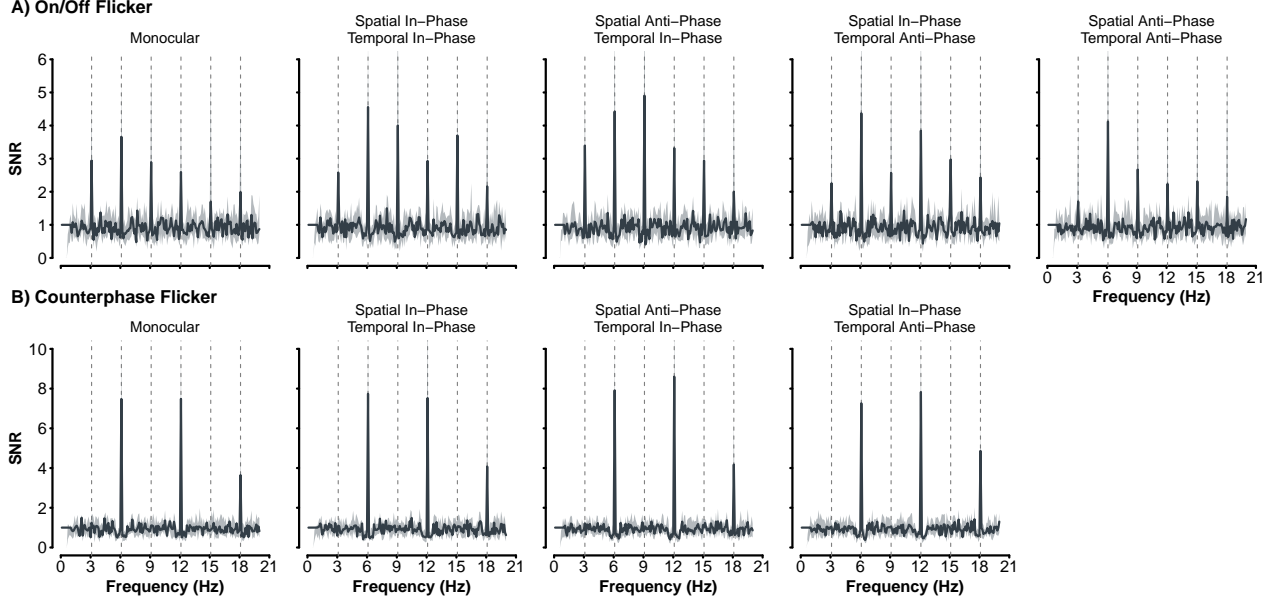 A) On/Off Flicker
Monocular
Spatial In−Phase
Temporal In−Phase
Spatial Anti−Phase
Temporal In−Phase
Spatial In−Phase
Temporal Anti−Phase
Spatial Anti−Phase
Temporal Anti−Phase
SNR
6
5
4
3
2
1
0
0 3 6 9 12 15 18 21
Frequency (Hz)
B) Counterphase Flicker
Monocular
Spatial In−Phase
Temporal In−Phase
Spatial Anti−Phase
Temporal In−Phase
Spatial In−Phase
Temporal Anti−Phase
SNR
10
8
6
4
2
0
0 3 6 9 12 15 18 21
Frequency (Hz)
0 3 6 9 12 15 18 21
Frequency (Hz)
0 3 6 9 12 15 18 21
Frequency (Hz)
0 3 6 9 12 15 18 21
Frequency (Hz)